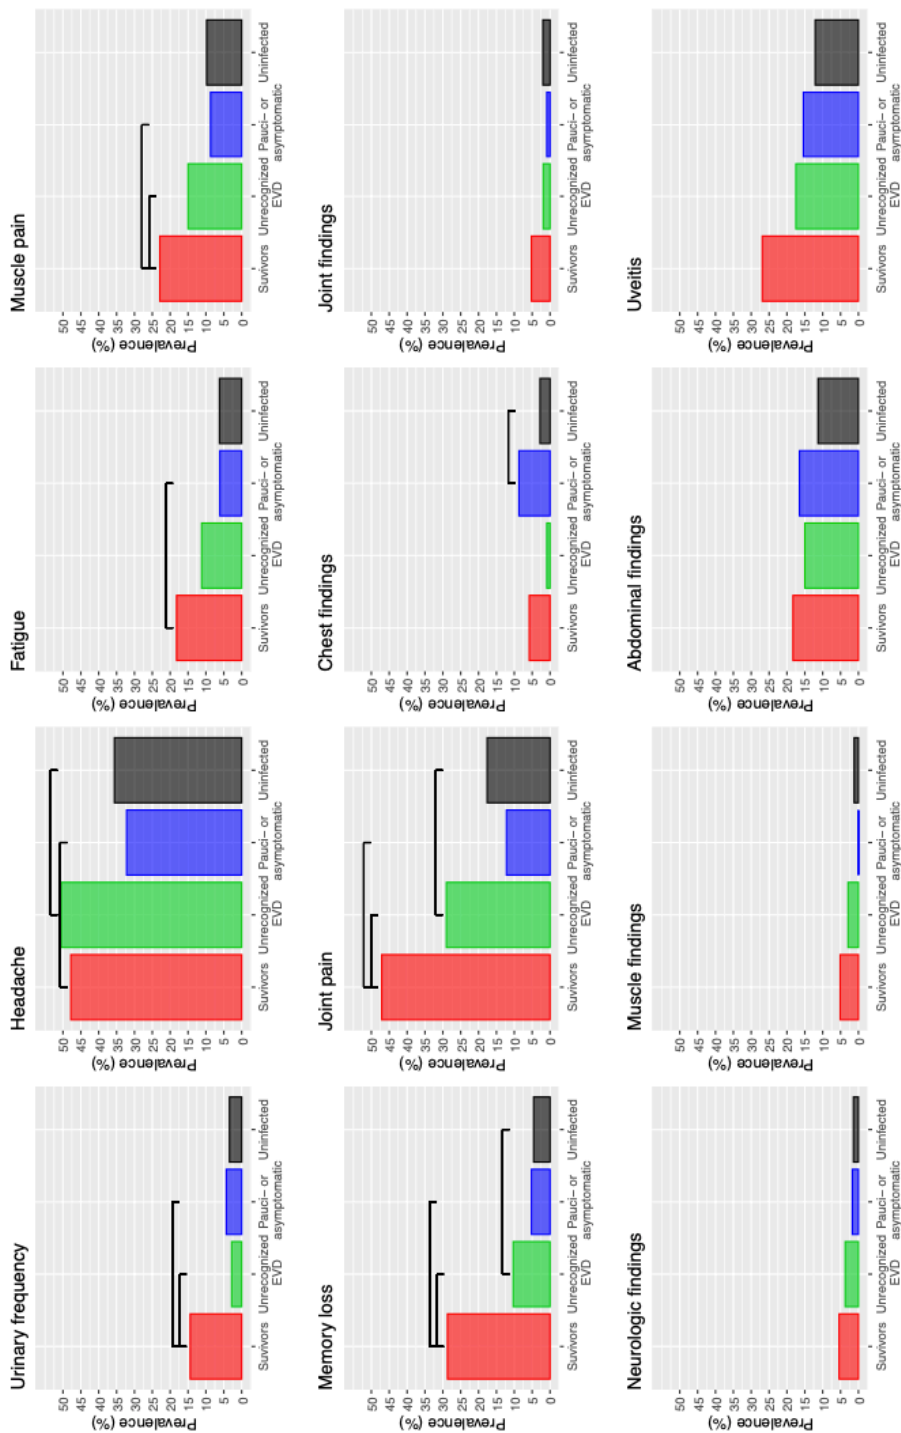 Urinary frequency
Prevalence (%)
50
45
40
35
30
25
20
15
10
5
0
Suvivors
Unrecognized
EVD
Pauci− or
asymptomatic
Uninfected
Headache
Prevalence (%)
50
45
40
35
30
25
20
15
10
5
0
Suvivors
Unrecognized
EVD
Pauci− or
asymptomatic
Uninfected
Fatigue
Prevalence (%)
50
45
40
35
30
25
20
15
10
5
0
Suvivors
Unrecognized
EVD
Pauci− or
asymptomatic
Uninfected
Muscle pain
Prevalence (%)
50
45
40
35
30
25
20
15
10
5
0
Suvivors
Unrecognized
EVD
Pauci− or
asymptomatic
Uninfected
Memory loss
Prevalence (%)
50
45
40
35
30
25
20
15
10
5
0
Suvivors
Unrecognized
EVD
Pauci− or
asymptomatic
Uninfected
Joint pain
Prevalence (%)
50
45
40
35
30
25
20
15
10
5
0
Suvivors
Unrecognized
EVD
Pauci− or
asymptomatic
Uninfected
Chest findings
Prevalence (%)
50
45
40
35
30
25
20
15
10
5
0
Suvivors
Unrecognized
EVD
Pauci− or
asymptomatic
Uninfected
Joint findings
Prevalence (%)
50
45
40
35
30
25
20
15
10
5
0
Suvivors
Unrecognized
EVD
Pauci− or
asymptomatic
Uninfected
Neurologic findings
Prevalence (%)
50
45
40
35
30
25
20
15
10
5
0
Suvivors
Unrecognized
EVD
Pauci− or
asymptomatic
Uninfected
Muscle findings
Prevalence (%)
50
45
40
35
30
25
20
15
10
5
0
Suvivors
Unrecognized
EVD
Pauci− or
asymptomatic
Uninfected
Abdominal findings
Prevalence (%)
50
45
40
35
30
25
20
15
10
5
0
Suvivors
Unrecognized
EVD
Pauci− or
asymptomatic
Uninfected
Uveitis
Prevalence (%)
50
45
40
35
30
25
20
15
10
5
0
Suvivors
Unrecognized
EVD
Pauci− or
asymptomatic
Uninfected